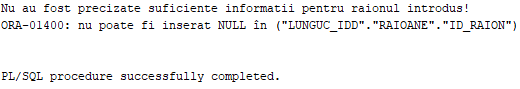 Nu au fost precizate suficiente informatii pentru raionul introdus!
ORA-01400: nu poate fi inserat NULL în ("LUNGUC_IDD"."RAIOANE"."ID_RAION")
PL/SQL procedure successfully completed.